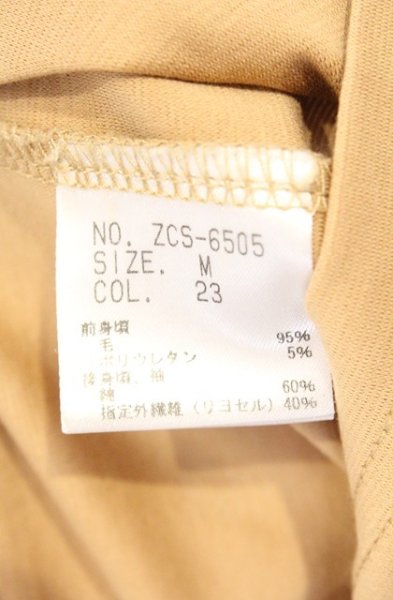 NO. ZCS-6505
SIZE. M
COL. 23
前身頃
毛 95%
ポリウレタン 5%
後身頃、袖
綿 60%
指定外繊維(リヨセル) 40%